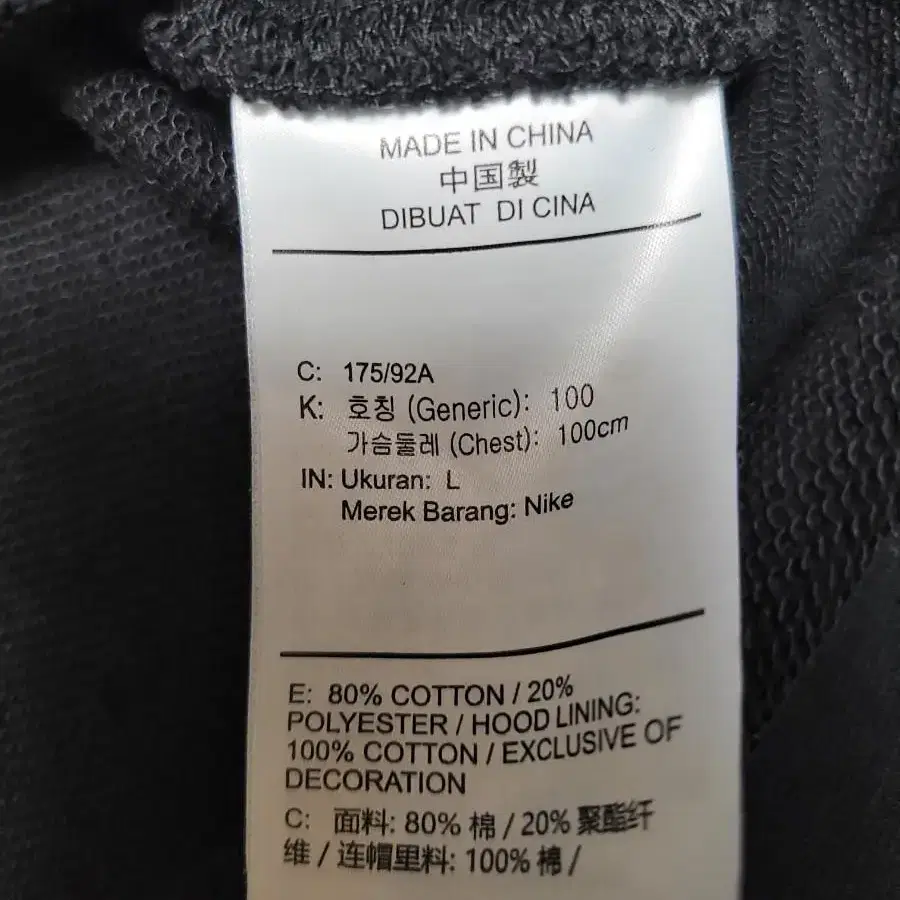 MADE IN CHINA
中国製
DIBUAT DI CINA
C: 175/92A
K: 호칭 (Generic): 100
가슴둘레 (Chest): 100cm
IN: Ukuran: L
Merek Barang: Nike
E: 80% COTTON / 20%
POLYESTER / HOOD LINING:
100% COTTON / EXCLUSIVE OF
DECORATION
C: 面料: 80% 棉 / 20% 聚酯纤
维 / 连帽里料: 100% 棉 /